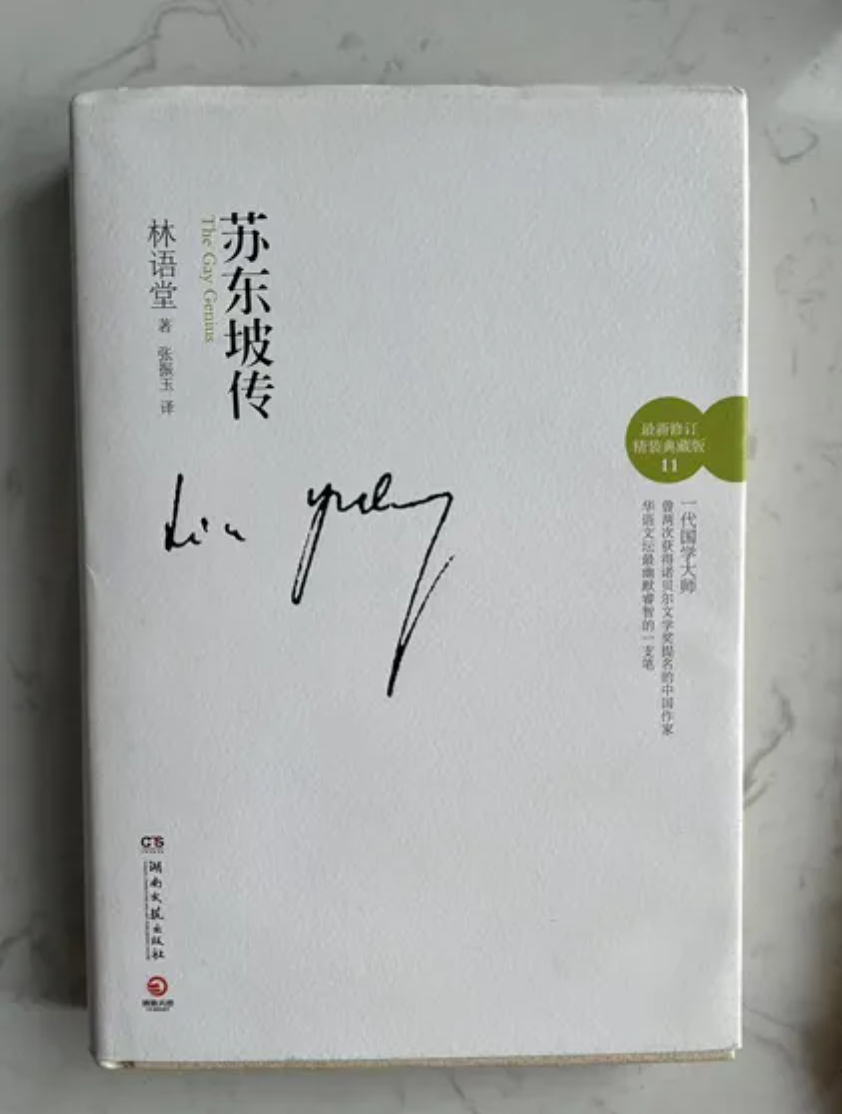 苏东坡传
The Gay Genius
林语堂 著 张振玉 译
Lin Yutang
最新修订
精装典藏版
11
一代国学大师
曾两次获得诺贝尔文学奖提名的中国作家
华语文坛最幽默睿智的一支笔
CS
湖南文艺出版社